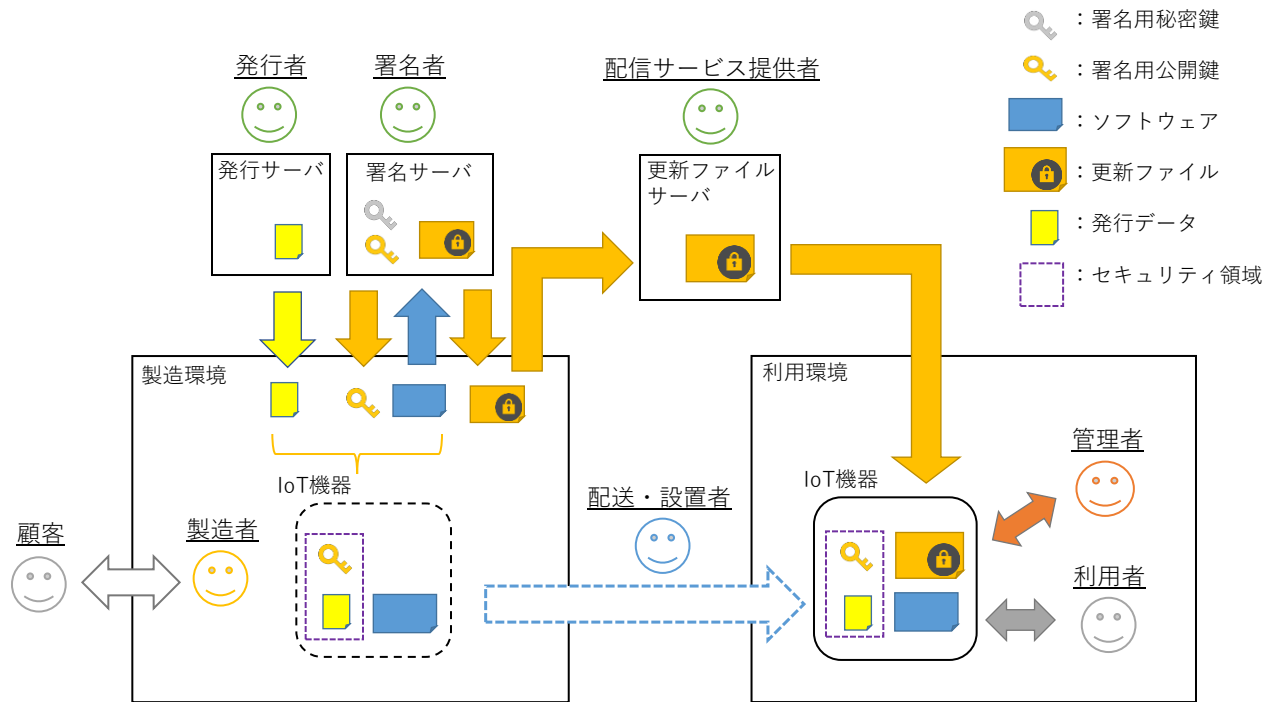 発行者
署名者
配信サービス提供者
発行サーバ
署名サーバ
更新ファイル
サーバ
：署名用秘密鍵
：署名用公開鍵
：ソフトウェア
：更新ファイル
：発行データ
：セキュリティ領域
製造環境
利用環境
IoT機器
IoT機器
管理者
配送・設置者
顧客
製造者
利用者